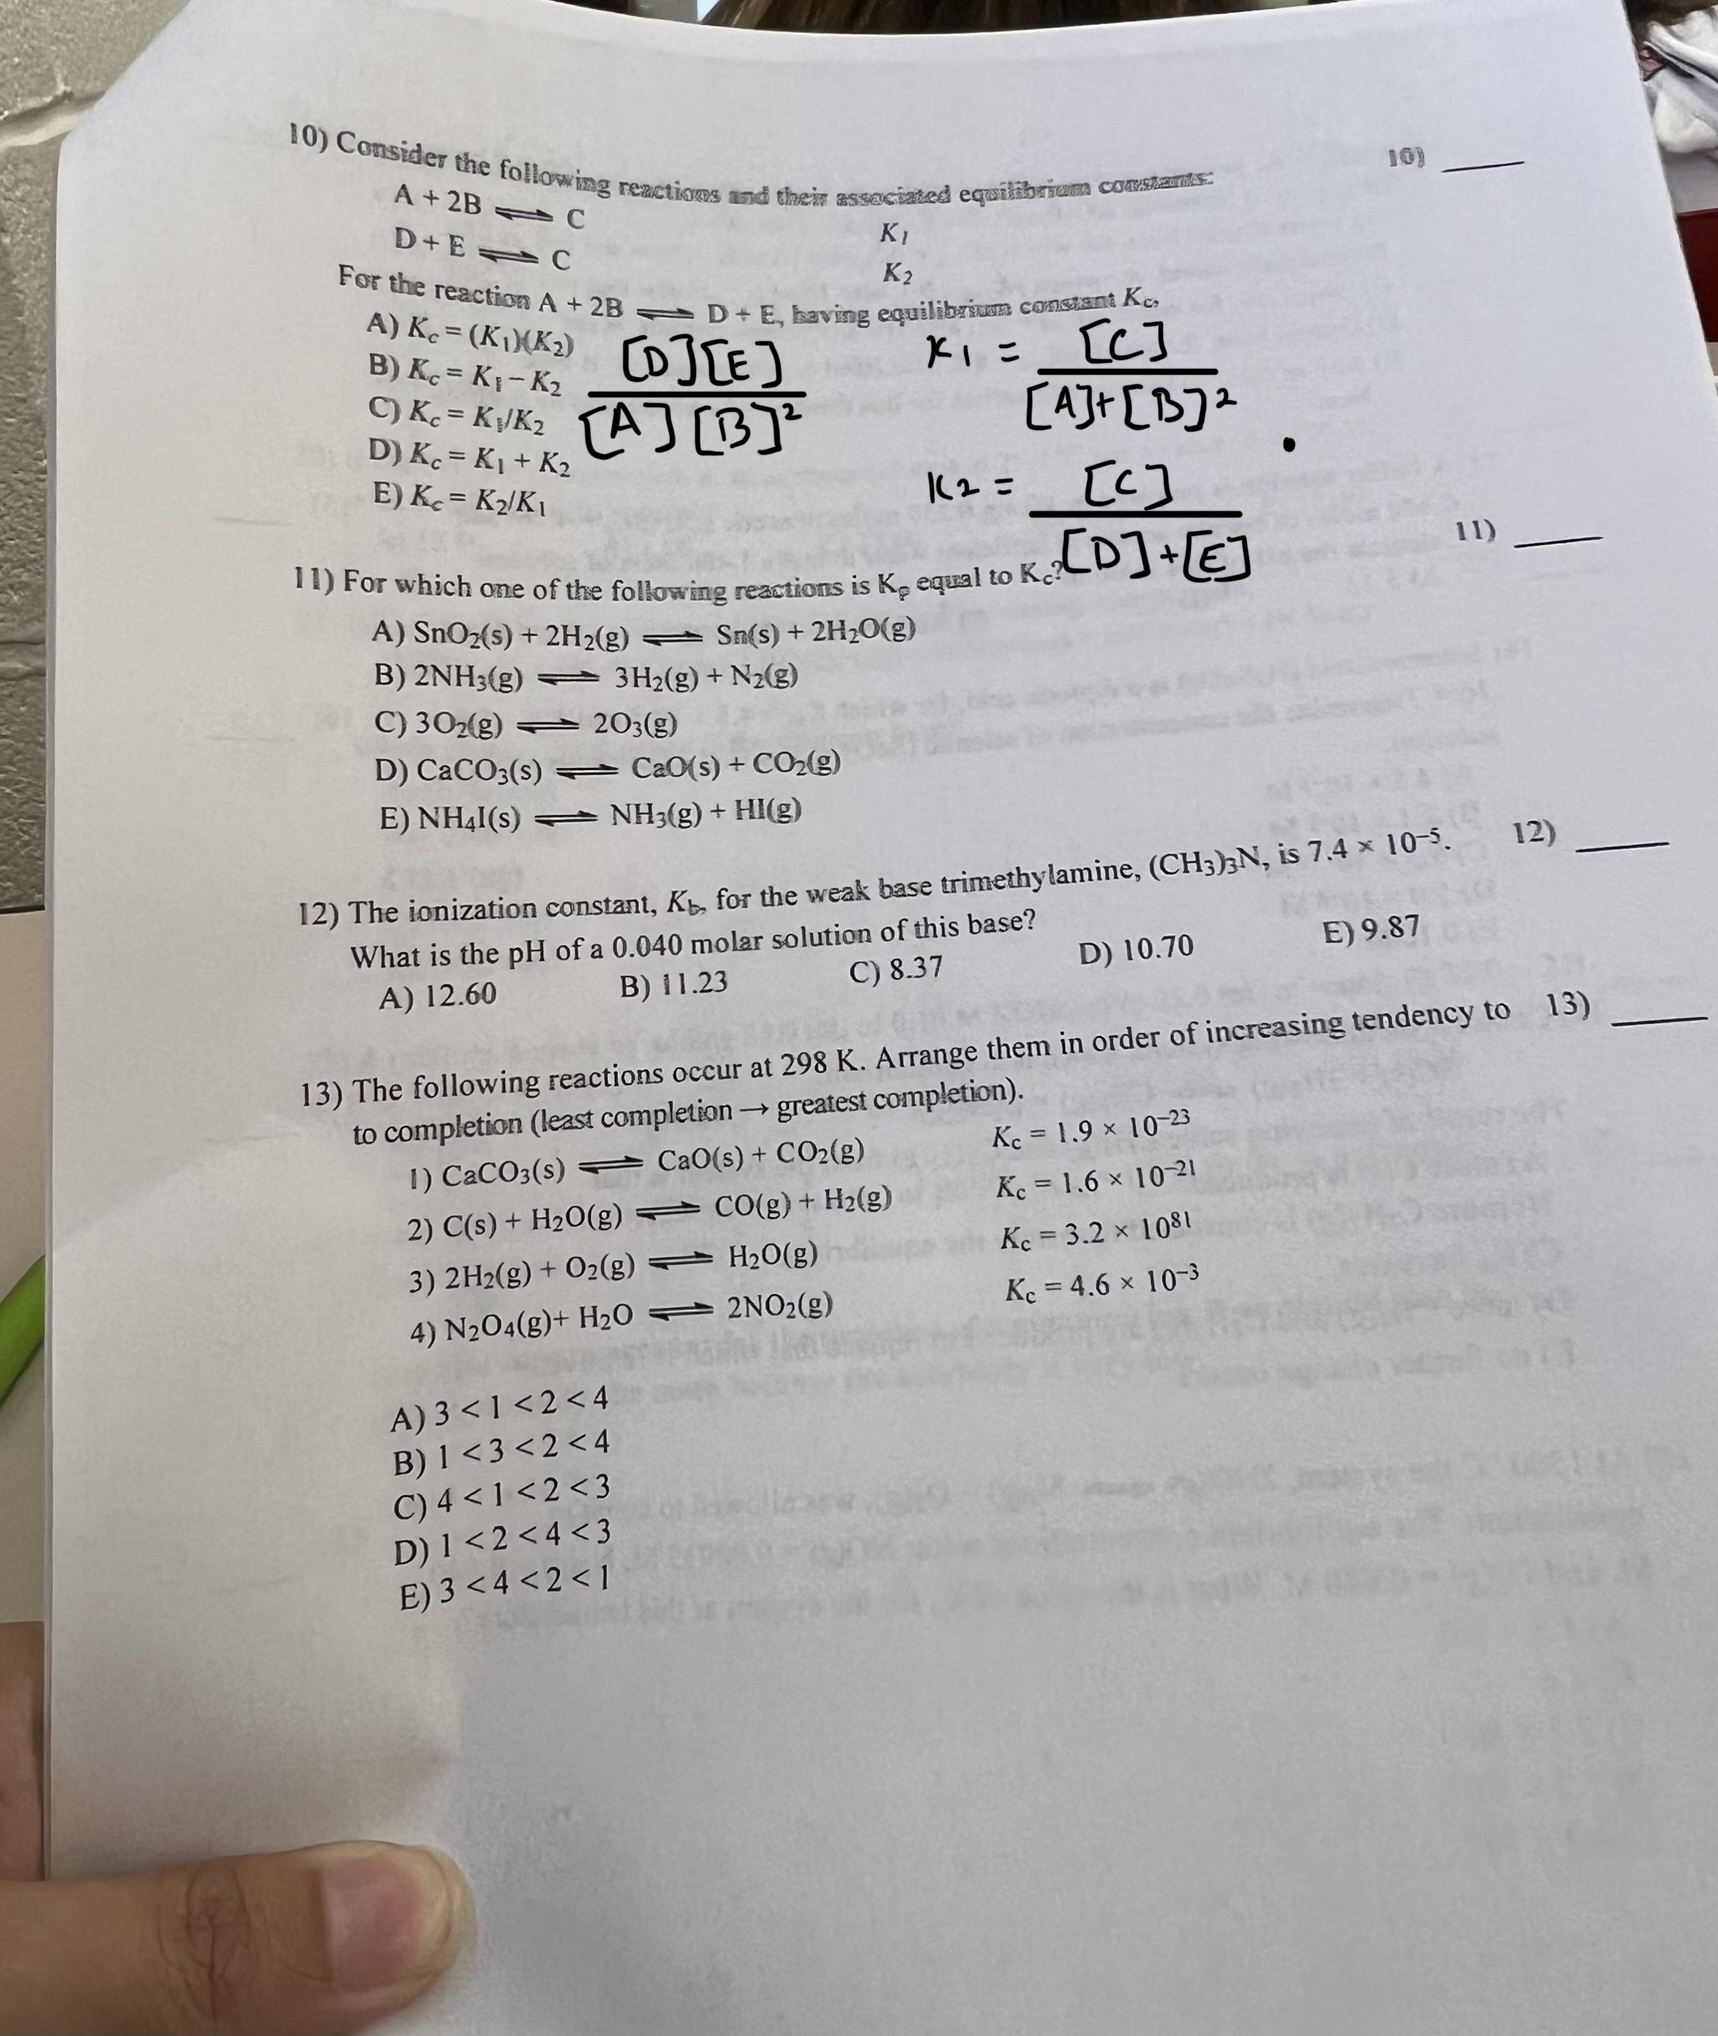 10) Consider the following reactions and their associated equilibrium constants:
10) ____
A + 2B ⇌ C K₁
D + E ⇌ C K₂
For the reaction A + 2B ⇌ D + E, having equilibrium constant Kc,
A) Kc = (K₁)(K₂)
B) Kc = K₁ − K₂
C) Kc = K₁/K₂
D) Kc = K₁ + K₂
E) Kc = K₂/K₁
[D][E]
[A][B]²
K1 = [C]
[A]+[B]²
K2 = [C]
[D]+[E]
11) For which one of the following reactions is Kp equal to Kc?
11) ____
A) SnO₂(s) + 2H₂(g) ⇌ Sn(s) + 2H₂O(g)
B) 2NH₃(g) ⇌ 3H₂(g) + N₂(g)
C) 3O₂(g) ⇌ 2O₃(g)
D) CaCO₃(s) ⇌ CaO(s) + CO₂(g)
E) NH₄I(s) ⇌ NH₃(g) + HI(g)
12) The ionization constant, Kb, for the weak base trimethylamine, (CH₃)₃N, is 7.4 × 10⁻⁵. 12) ____
What is the pH of a 0.040 molar solution of this base?
A) 12.60 B) 11.23 C) 8.37 D) 10.70 E) 9.87
13) The following reactions occur at 298 K. Arrange them in order of increasing tendency to 13) ____
to completion (least completion → greatest completion).
1) CaCO₃(s) ⇌ CaO(s) + CO₂(g) Kc = 1.9 × 10⁻²³
2) C(s) + H₂O(g) ⇌ CO(g) + H₂(g) Kc = 1.6 × 10⁻²¹
3) 2H₂(g) + O₂(g) ⇌ H₂O(g) Kc = 3.2 × 10⁸¹
4) N₂O₄(g)+ H₂O ⇌ 2NO₂(g) Kc = 4.6 × 10⁻³
A) 3 < 1 < 2 < 4
B) 1 < 3 < 2 < 4
C) 4 < 1 < 2 < 3
D) 1 < 2 < 4 < 3
E) 3 < 4 < 2 < 1